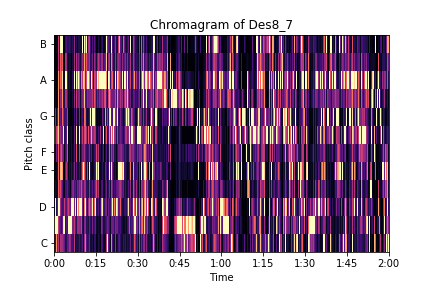 Chromagram of Des8_7
B
A
G
F
E
D
C
Pitch class
0:00 0:15 0:30 0:45 1:00 1:15 1:30 1:45 2:00
Time